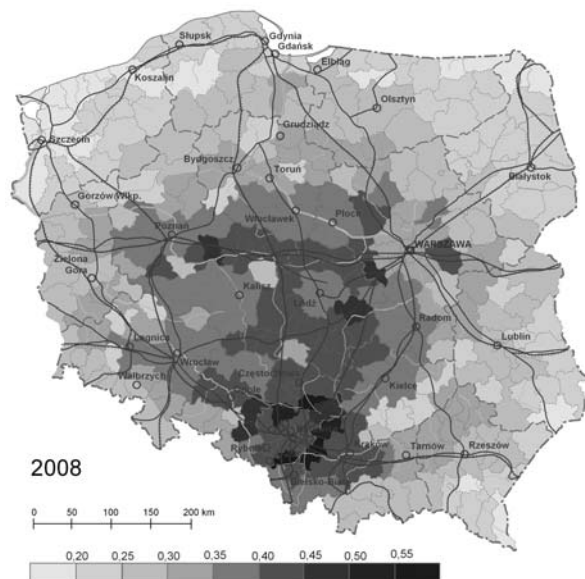 Słupsk
Gdynia
Gdańsk
Koszalin
Elbląg
Olsztyn
Szczecin
Grudziądz
Bydgoszcz
Toruń
Białystok
Gorzów Wlkp.
Włocławek
Płock
Poznań
WARSZAWA
Zielona
Góra
Kalisz
Łódź
Radom
Legnica
Lublin
Wrocław
Wałbrzych
Częstochowa
Opole
Kielce
Rybnik
Kraków
Tarnów
Rzeszów
Bielsko-Biała
2008
0 50 100 150 200 km
0,20 0,25 0,30 0,35 0,40 0,45 0,50 0,55